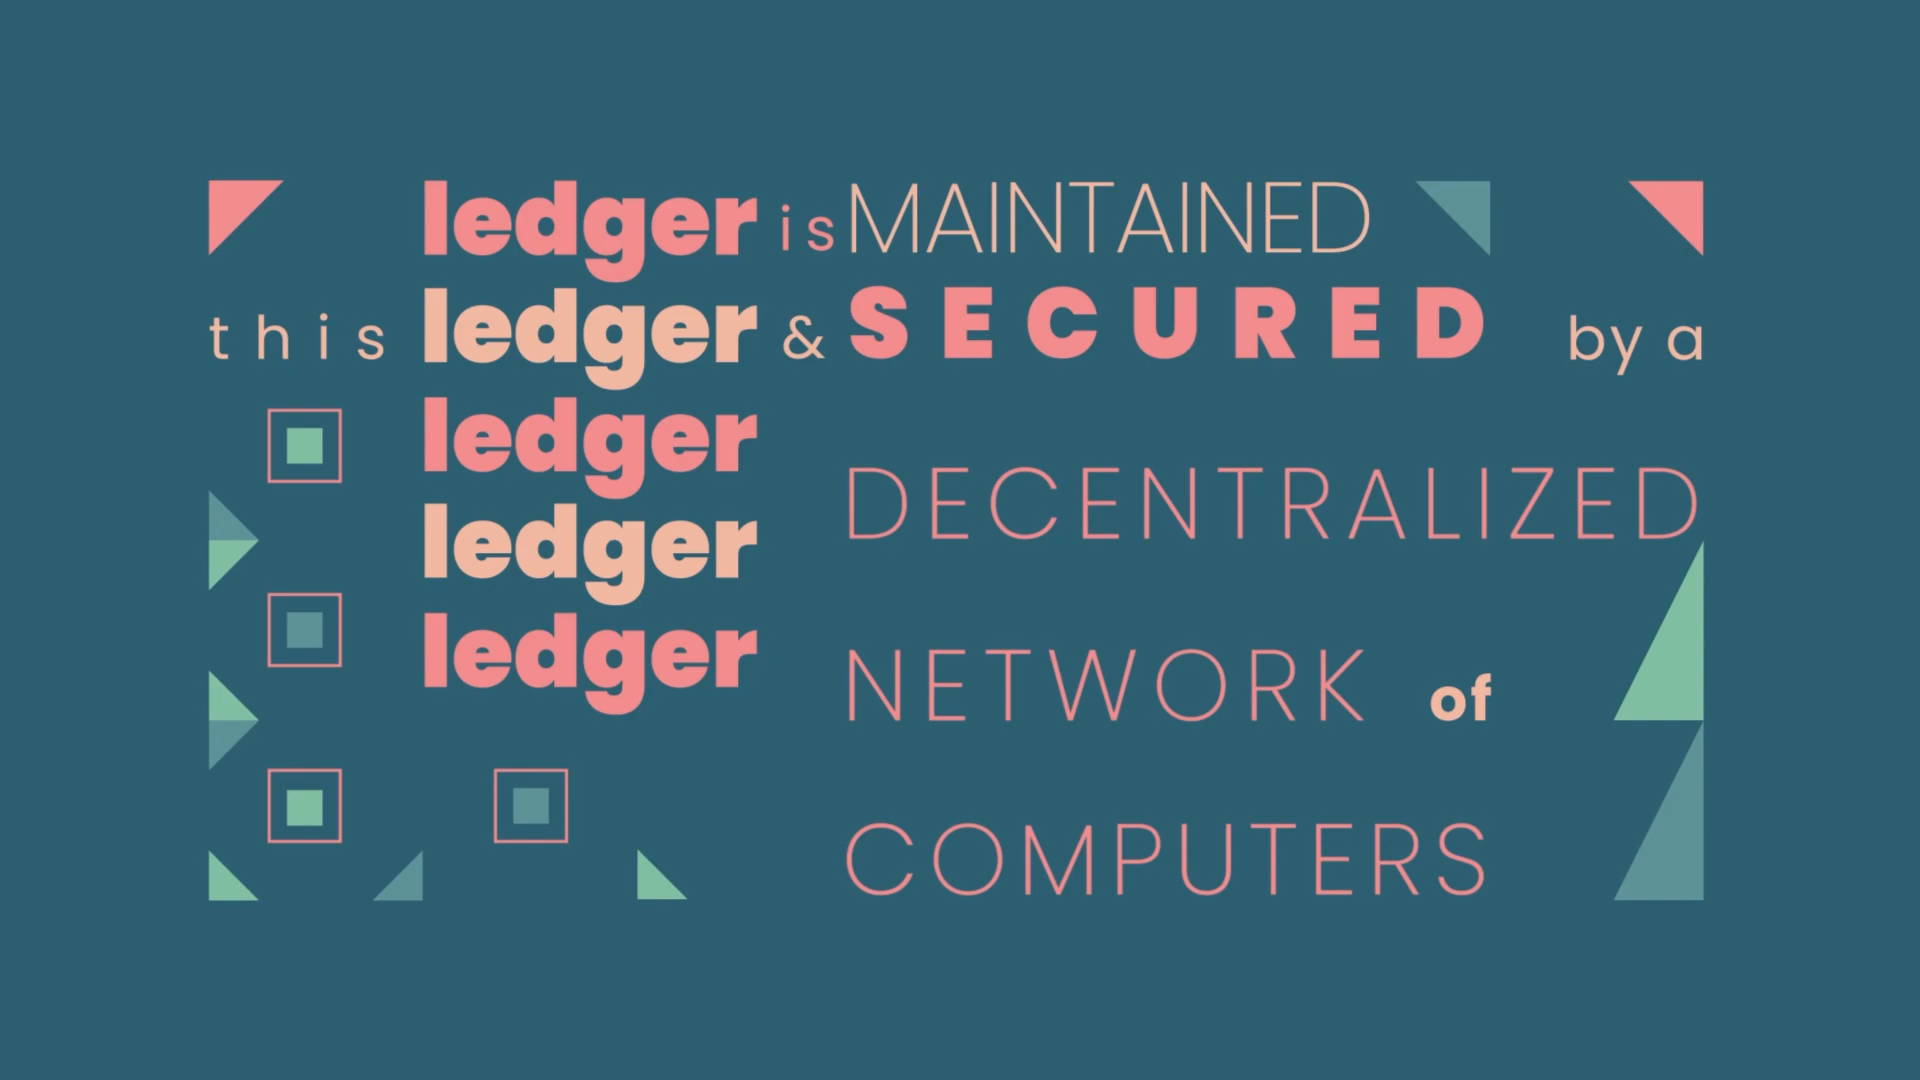 ledger is MAINTAINED
this ledger & SECURED by a
ledger
DECENTRALIZED
ledger
ledger
NETWORK of
COMPUTERS